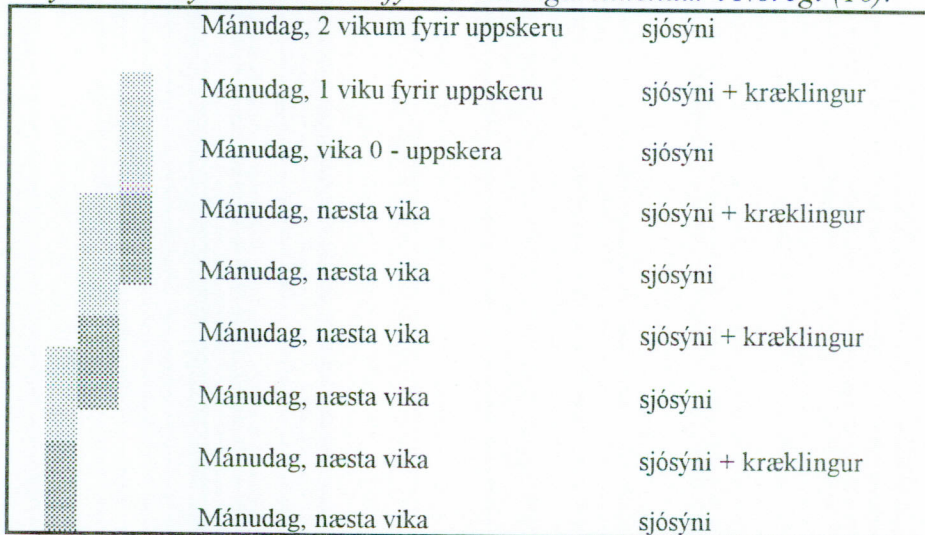 Mánudag, 2 vikum fyrir uppskeru sjósýni
Mánudag, 1 viku fyrir uppskeru sjósýni + kræklingur
Mánudag, vika 0 - uppskera sjósýni
Mánudag, næsta vika sjósýni + kræklingur
Mánudag, næsta vika sjósýni
Mánudag, næsta vika sjósýni + kræklingur
Mánudag, næsta vika sjósýni
Mánudag, næsta vika sjósýni + kræklingur
Mánudag, næsta vika sjósýni